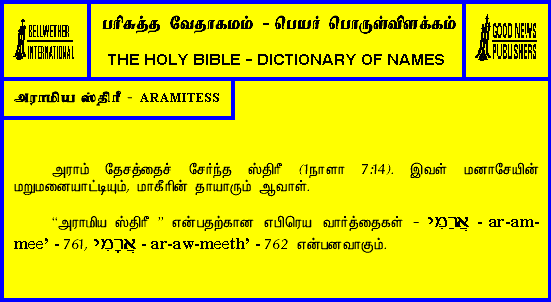 BELLWETHER
INTERNATIONAL
பரிசுத்த வேதாகமம் - பெயர் பொருள்விளக்கம்
THE HOLY BIBLE - DICTIONARY OF NAMES
GOOD NEWS
PUBLISHERS
அராமிய ஸ்திரீ - ARAMITESS
அராம் தேசத்தைச் சேர்ந்த ஸ்திரீ (1நாளா 7:14). இவள் மனாசேயின்
மறுமனையாட்டியும், மாகீரின் தாயாரும் ஆவாள்.
“அராமிய ஸ்திரீ ” என்பதற்கான எபிரெய வார்த்தைகள் - אֲרַמִּי - ar-am-
mee’ - 761, אֲרָמִּי - ar-aw-meeth’ - 762 என்பனவாகும்.